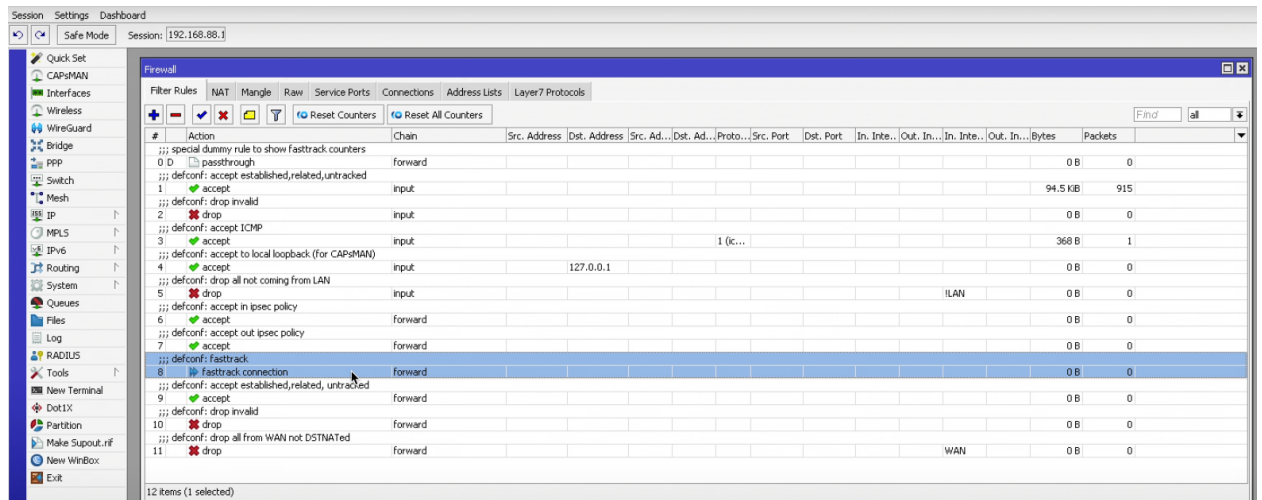 Session Settings Dashboard
Safe Mode Session: 192.168.88.1
Quick Set
CAPsMAN
Interfaces
Wireless
WireGuard
Bridge
PPP
Switch
Mesh
IP
MPLS
IPv6
Routing
System
Queues
Files
Log
RADIUS
Tools
New Terminal
Dot1X
Partition
Make Supout.rif
New WinBox
Exit
Firewall
Filter Rules NAT Mangle Raw Service Ports Connections Address Lists Layer7 Protocols
Reset Counters Reset All Counters Find all
# Action Chain Src. Address Dst. Address Src. Ad... Dst. Ad... Proto... Src. Port Dst. Port In. Inte... Out. In... In. Inte... Out. In... Bytes Packets
;;; special dummy rule to show fasttrack counters
0 D passthrough forward 0 B 0
;;; defconf: accept established,related,untracked
1 accept input 94.5 KiB 915
;;; defconf: drop invalid
2 drop input 0 B 0
;;; defconf: accept ICMP
3 accept input 1 (ic... 368 B 1
;;; defconf: accept to local loopback (for CAPsMAN)
4 accept input 127.0.0.1 0 B 0
;;; defconf: drop all not coming from LAN
5 drop input !LAN 0 B 0
;;; defconf: accept in ipsec policy
6 accept forward 0 B 0
;;; defconf: accept out ipsec policy
7 accept forward 0 B 0
;;; defconf: fasttrack
8 fasttrack connection forward 0 B 0
;;; defconf: accept established,related, untracked
9 accept forward 0 B 0
;;; defconf: drop invalid
10 drop forward 0 B 0
;;; defconf: drop all from WAN not DSTNATed
11 drop forward WAN 0 B 0
12 items (1 selected)